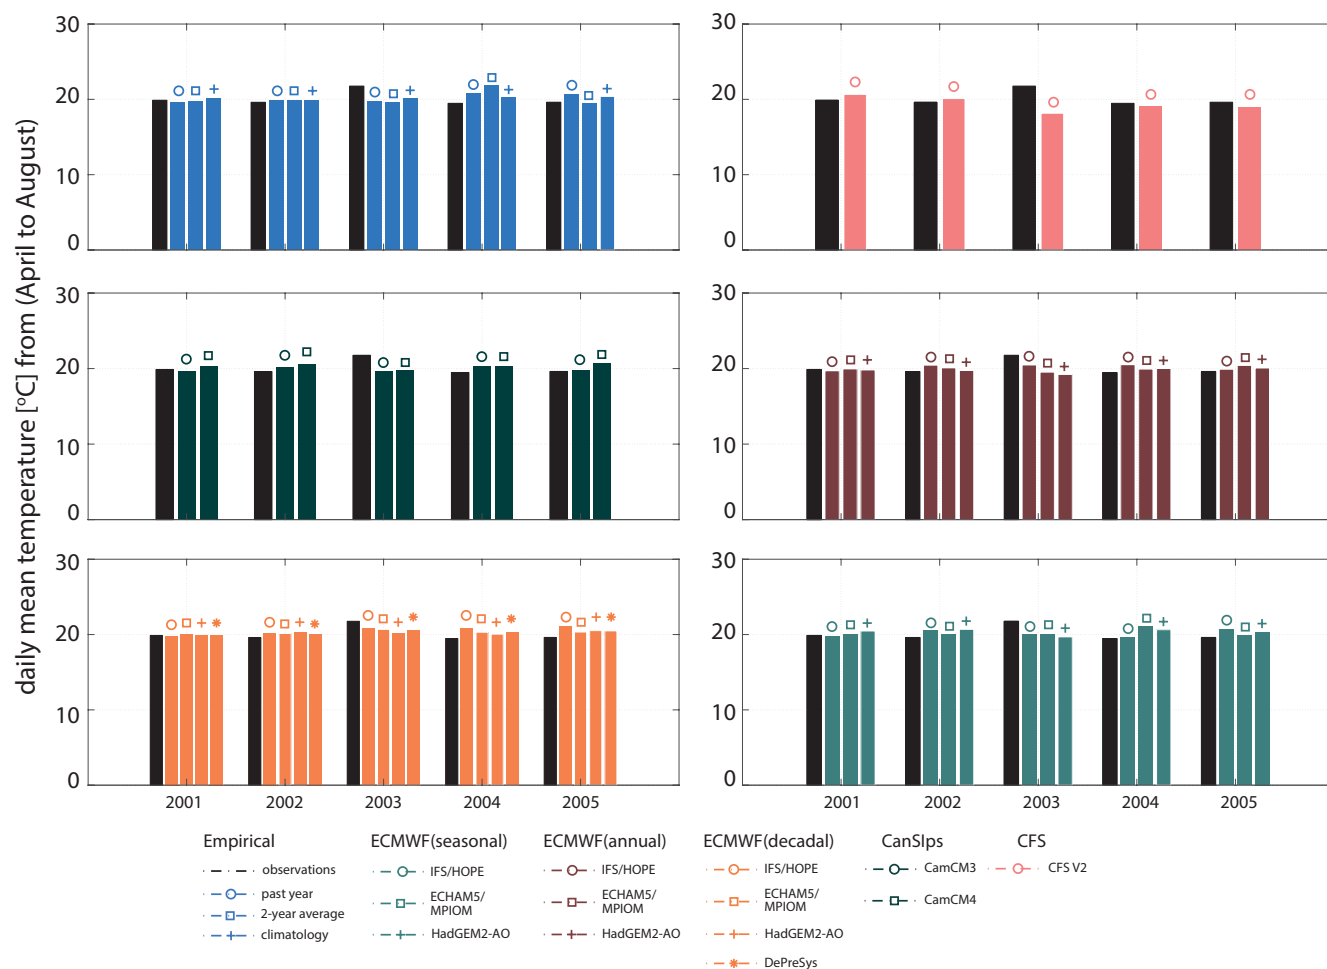 daily mean temperature [ºC] from (April to August)
30
20
10
0
30
20
10
0
30
20
10
0
30
20
10
0
30
20
10
0
2001 2002 2003 2004 2005
30
20
10
0
2001 2002 2003 2004 2005
Empirical
observations
past year
2-year average
climatology
ECMWF(seasonal)
IFS/HOPE
ECHAM5/
MPIOM
HadGEM2-AO
ECMWF(annual)
IFS/HOPE
ECHAM5/
MPIOM
HadGEM2-AO
ECMWF(decadal)
IFS/HOPE
ECHAM5/
MPIOM
HadGEM2-AO
DePreSys
CanSIps
CamCM3
CamCM4
CFS
CFS V2